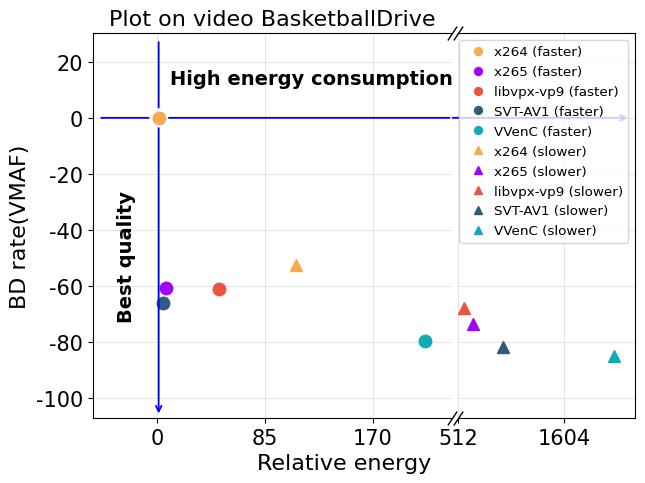 Plot on video BasketballDrive
High energy consumption
Best quality
x264 (faster)
x265 (faster)
libvpx-vp9 (faster)
SVT-AV1 (faster)
VVenC (faster)
x264 (slower)
x265 (slower)
libvpx-vp9 (slower)
SVT-AV1 (slower)
VVenC (slower)
BD rate(VMAF)
20
0
-20
-40
-60
-80
-100
0 85 170 512 1604
Relative energy